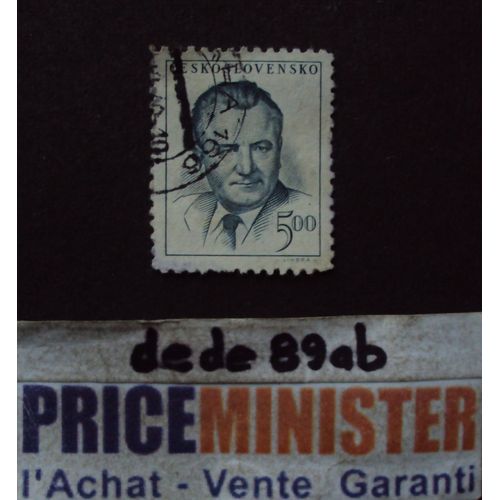 ČESKOSLOVENSKO
5,00
dede 89ab
PRICEMINISTER
l'Achat - Vente Garanti